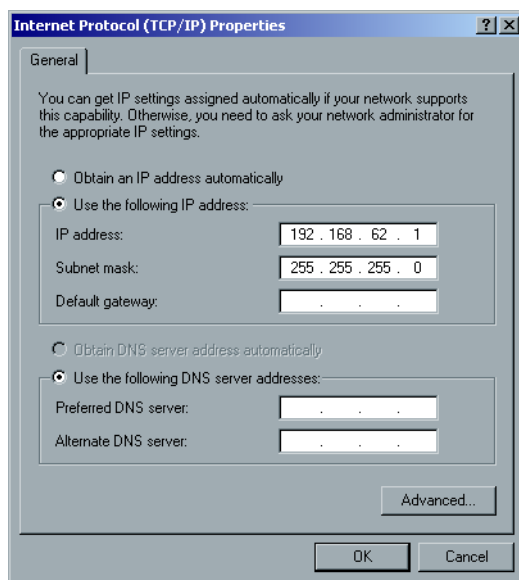 Internet Protocol (TCP/IP) Properties
General
You can get IP settings assigned automatically if your network supports
this capability. Otherwise, you need to ask your network administrator for
the appropriate IP settings.
Obtain an IP address automatically
Use the following IP address:
IP address: 192 . 168 . 62 . 1
Subnet mask: 255 . 255 . 255 . 0
Default gateway: . . .
Obtain DNS server address automatically
Use the following DNS server addresses:
Preferred DNS server: . . .
Alternate DNS server: . . .
Advanced...
OK Cancel